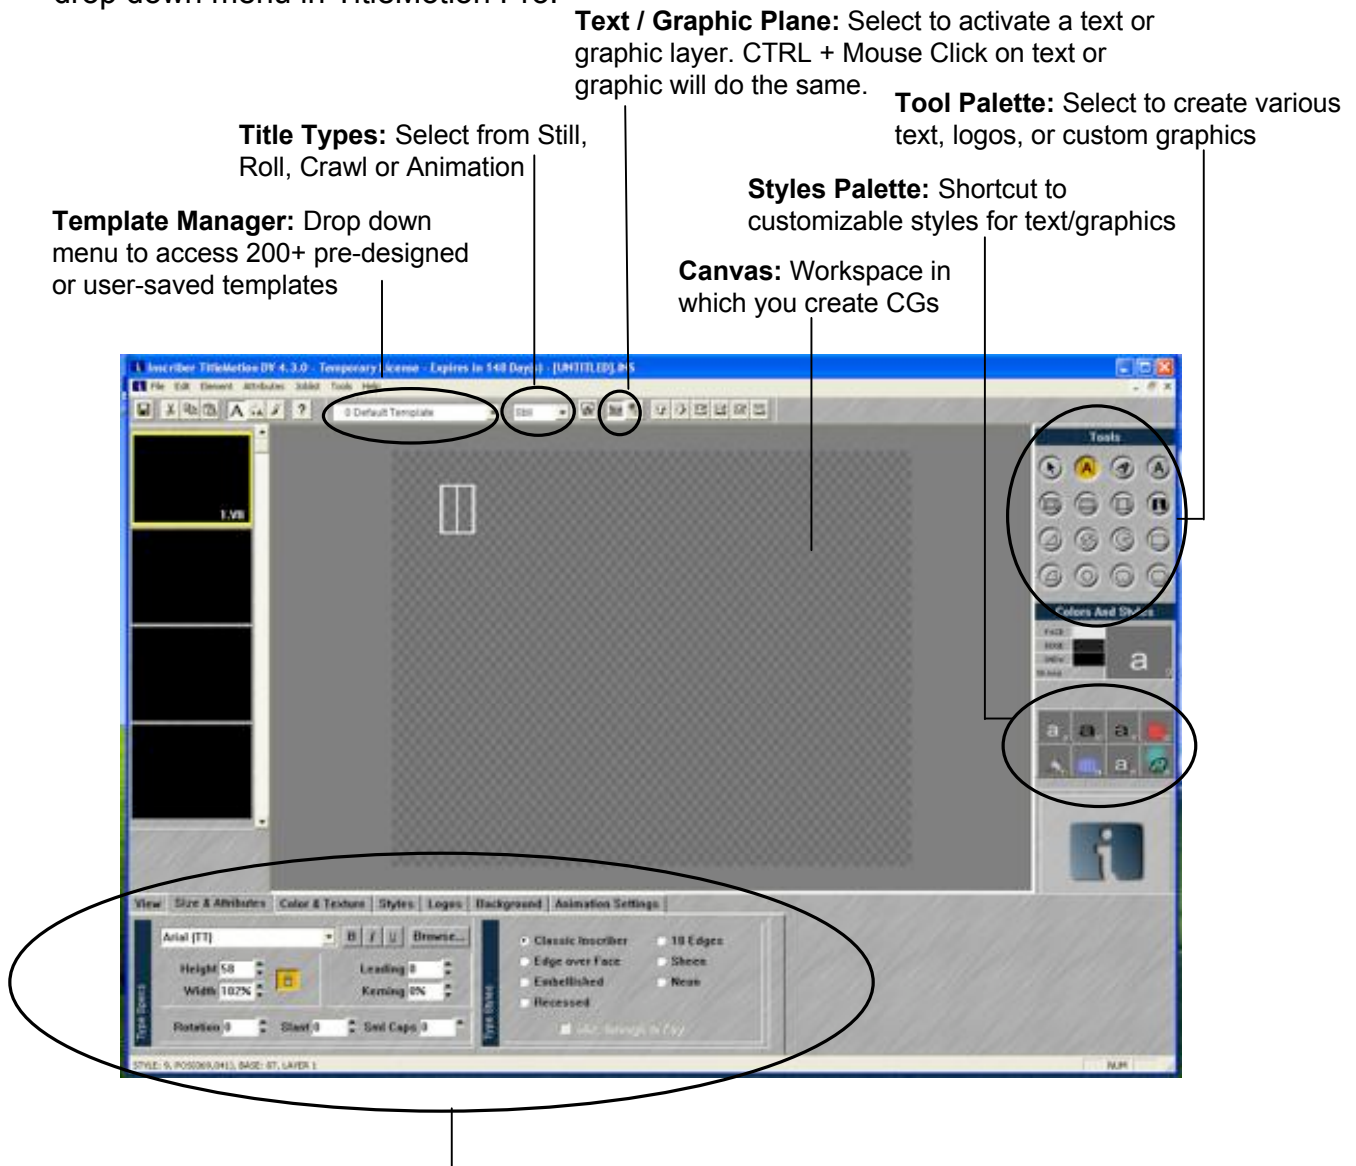 drop down menu in TitleMotion Pro.
Text / Graphic Plane: Select to activate a text or
graphic layer. CTRL + Mouse Click on text or
graphic will do the same.
Tool Palette: Select to create various
text, logos, or custom graphics
Title Types: Select from Still,
Roll, Crawl or Animation
Styles Palette: Shortcut to
customizable styles for text/graphics
Template Manager: Drop down
menu to access 200+ pre-designed
or user-saved templates
Canvas: Workspace in
which you create CGs
Inscriber TitleMotion DV 4.3.0 - Temporary License - Expires in 148 Day(s) - [UNTITLED].INS
File Edit Element Attributes Joblist Tools Help
0 Default Template
Still
Tools
1.VII
Colors And Styles
FACE
EDGE
a
a a a
a
View Size & Attributes Color & Texture Styles Logos Background Animation Settings
Type Specs
Arial (TT) B I U Browse...
Height 58
Width 102%
Leading 0
Kerning 0%
Rotation 0 Slant 0 Sml Caps 0
Type Styles
Classic Inscriber 10 Edges
Edge over Face Sheen
Embellished Neon
Recessed
NUM